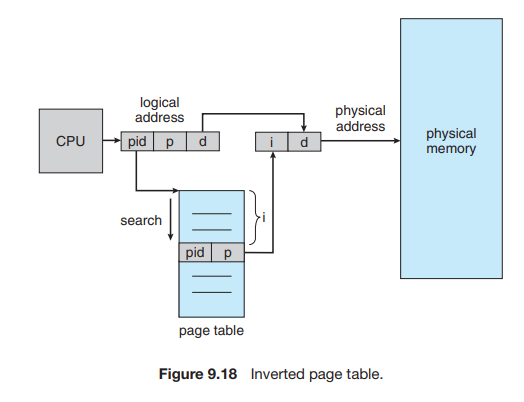 logical
address
CPU
pid p d
i d
physical
address
physical
memory
search
i
pid p
page table
Figure 9.18 Inverted page table.